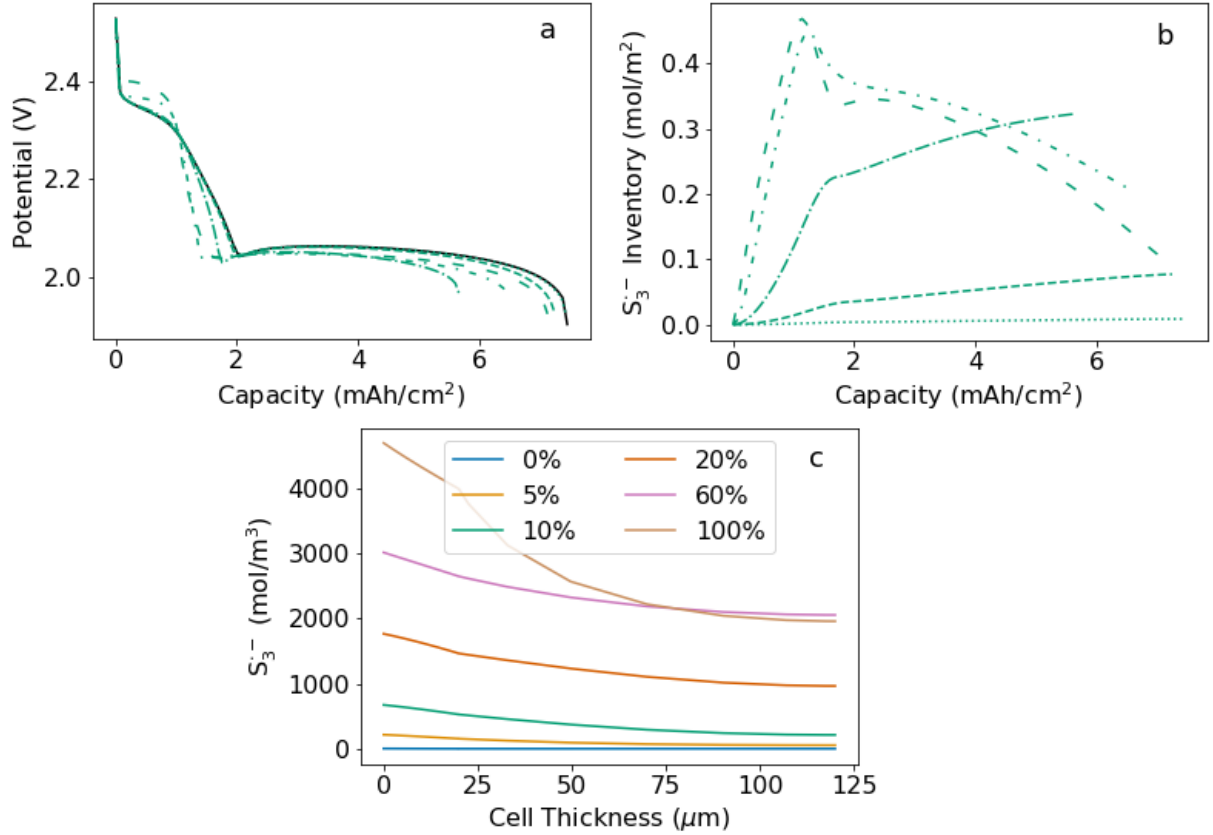 a
2.4
2.2
2.0
Potential (V)
0 2 4 6
Capacity (mAh/cm²)
b
0.4
0.3
0.2
0.1
0.0
S₃·⁻ Inventory (mol/m²)
0 2 4 6
Capacity (mAh/cm²)
c
0% 20%
5% 60%
10% 100%
4000
3000
2000
1000
0
S₃·⁻ (mol/m³)
0 25 50 75 100 125
Cell Thickness (μm)